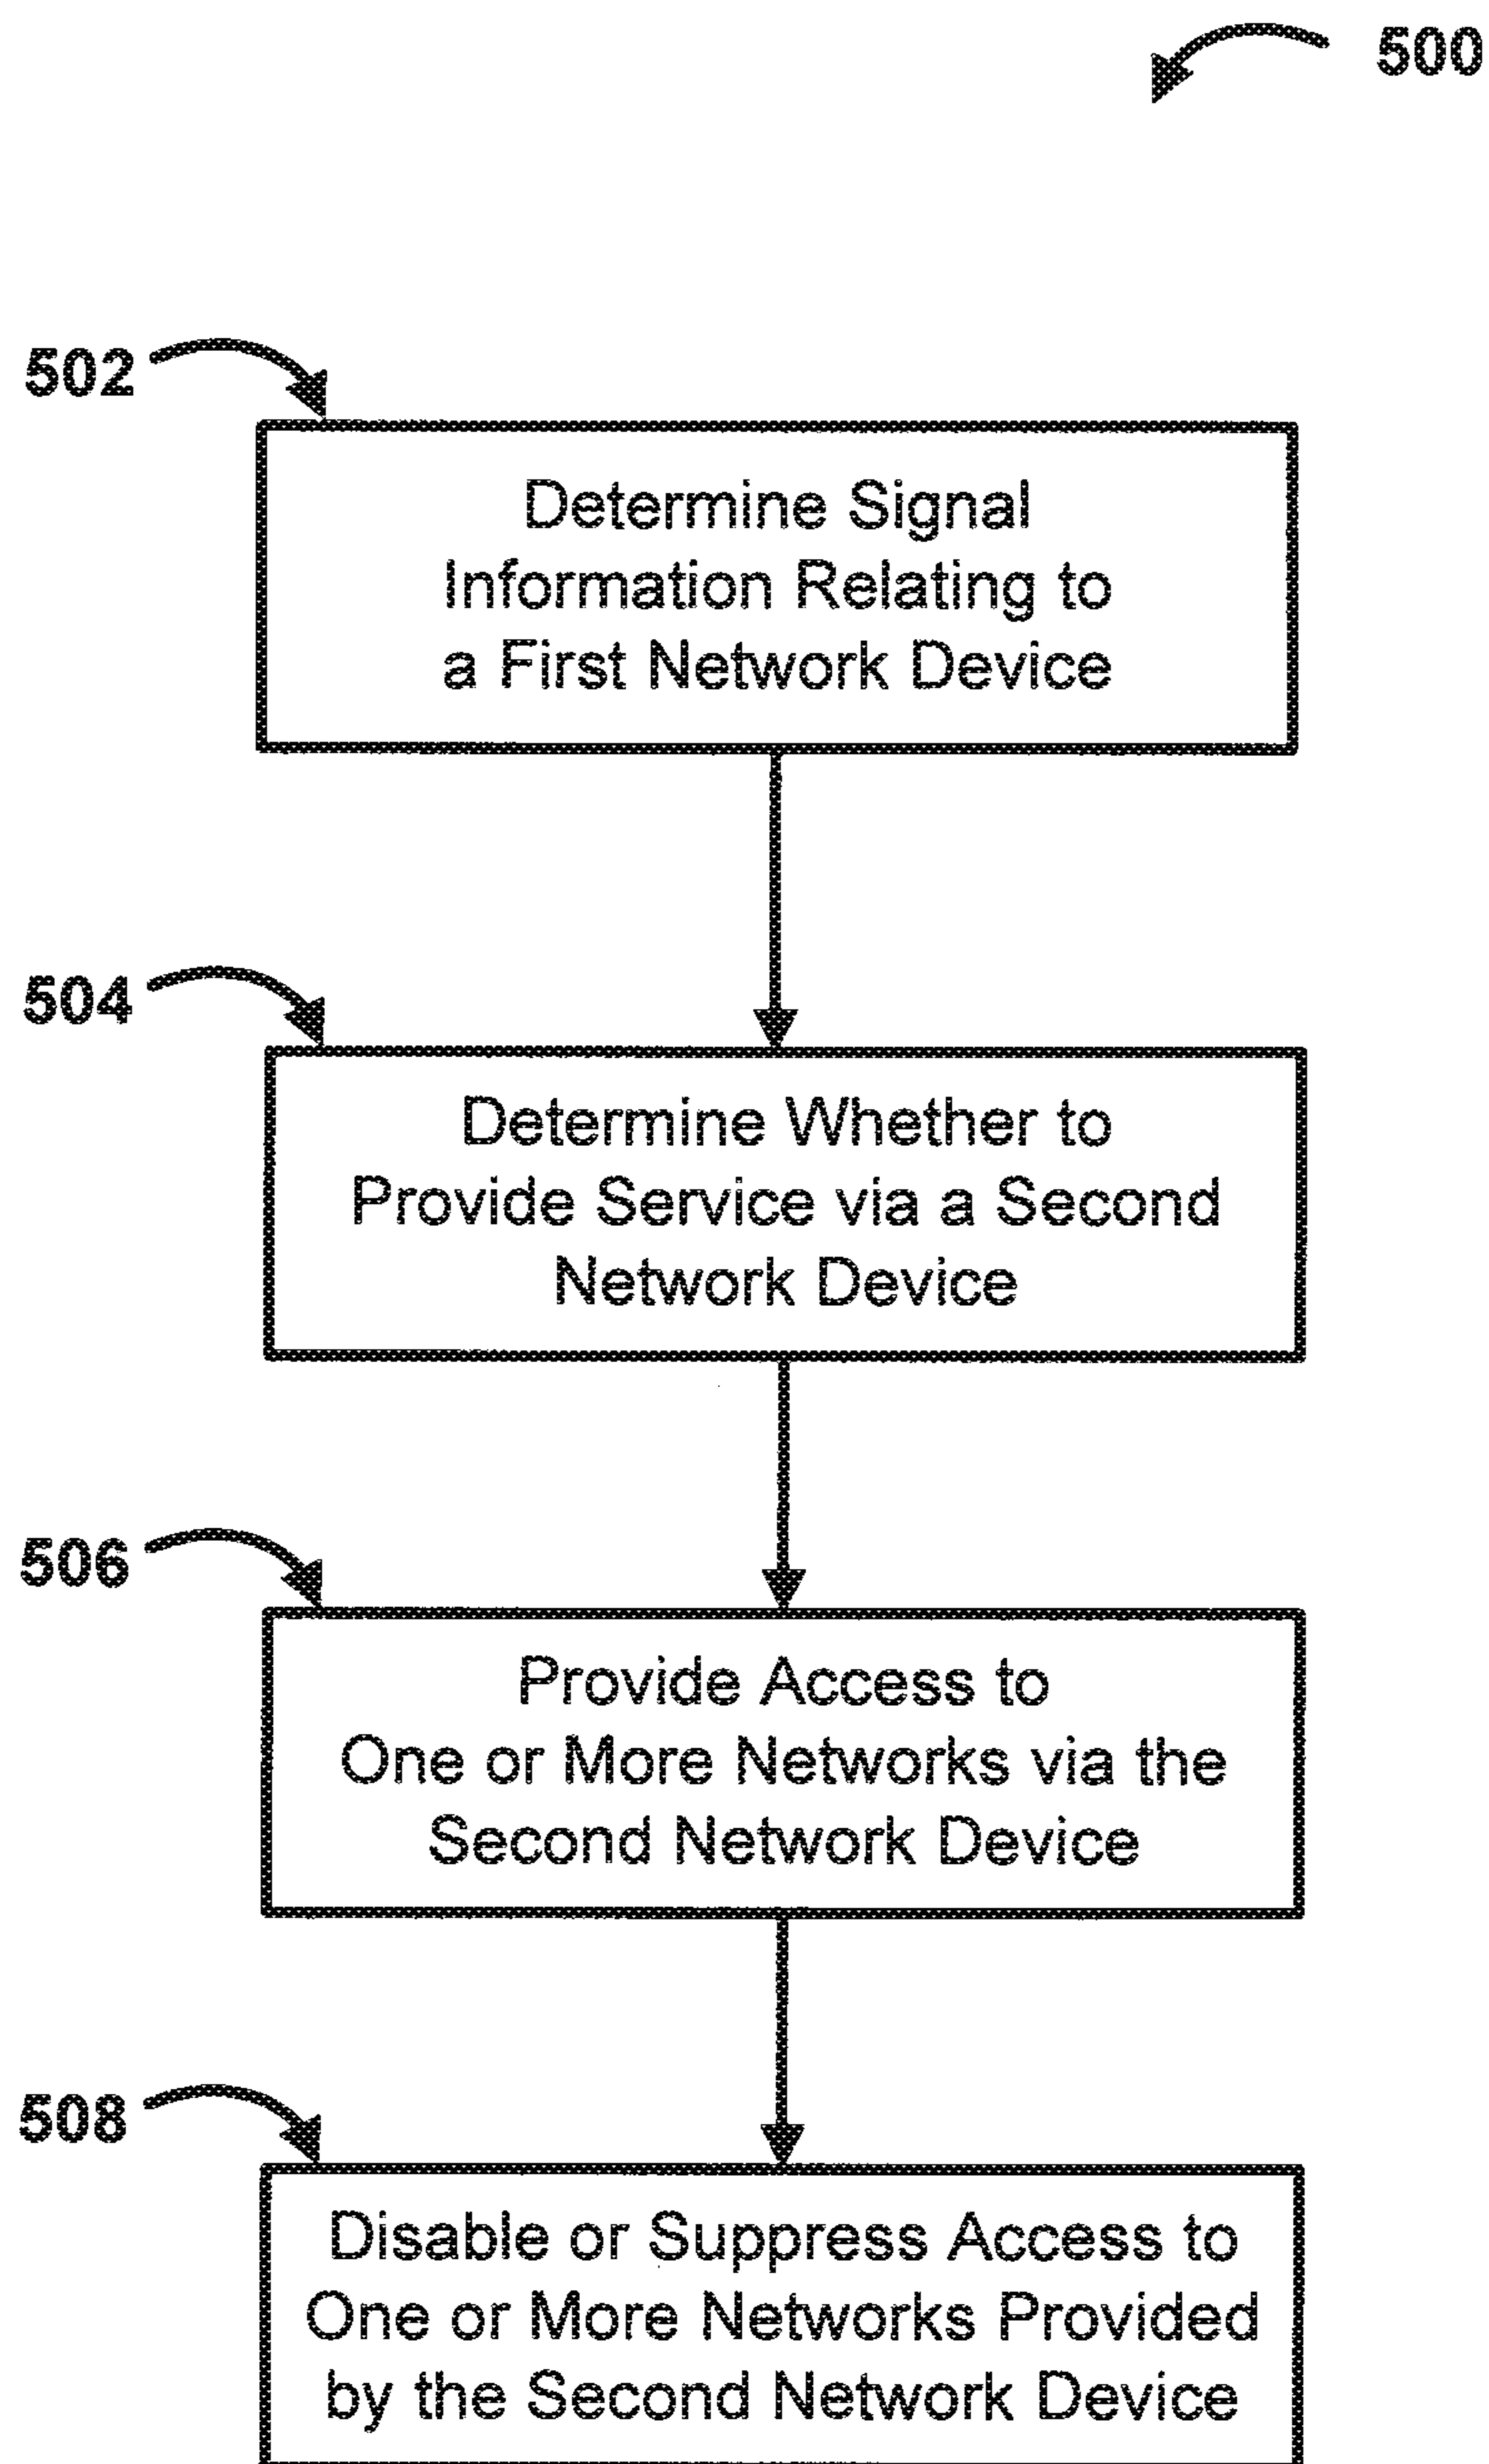 500
502
Determine Signal
Information Relating to
a First Network Device
504
Determine Whether to
Provide Service via a Second
Network Device
506
Provide Access to
One or More Networks via the
Second Network Device
508
Disable or Suppress Access to
One or More Networks Provided
by the Second Network Device